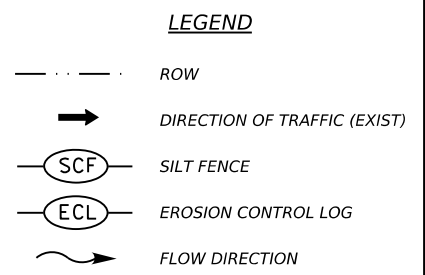 LEGEND
ROW
DIRECTION OF TRAFFIC (EXIST)
SCF SILT FENCE
ECL EROSION CONTROL LOG
FLOW DIRECTION